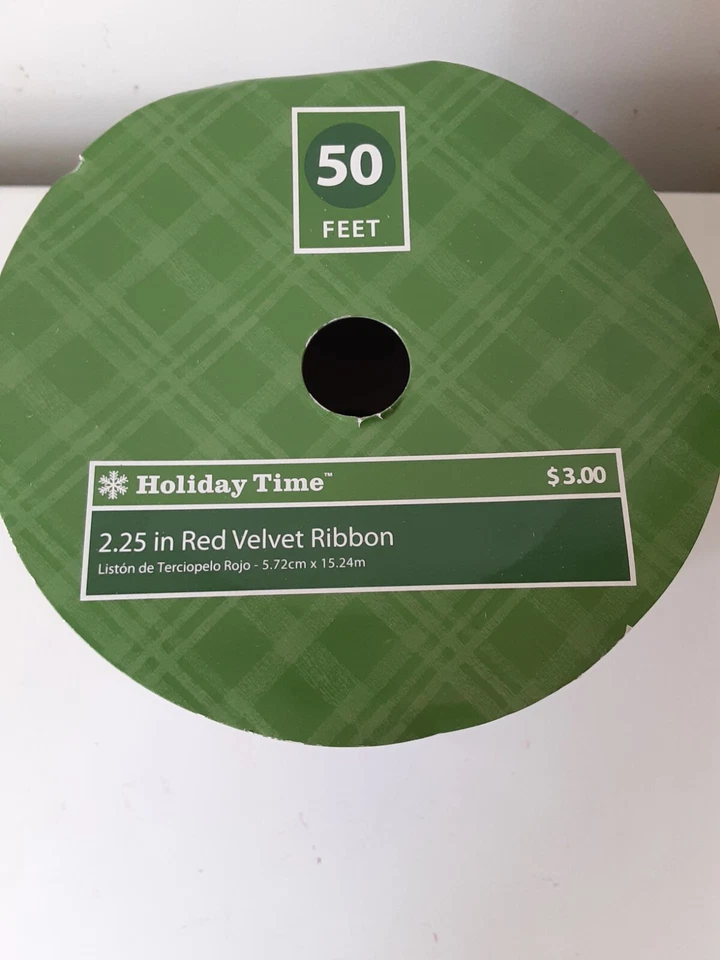 50
FEET
Holiday Time™ $3.00
2.25 in Red Velvet Ribbon
Listón de Terciopelo Rojo - 5.72cm x 15.24m